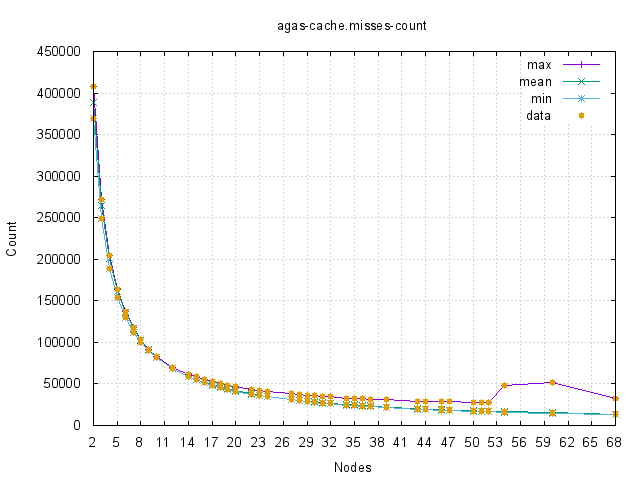 agas-cache.misses-count
450000
400000
350000
300000
250000
200000
150000
100000
50000
0
Count
max
mean
min
data
2 5 8 11 14 17 20 23 26 29 32 35 38 41 44 47 50 53 56 59 62 65 68
Nodes